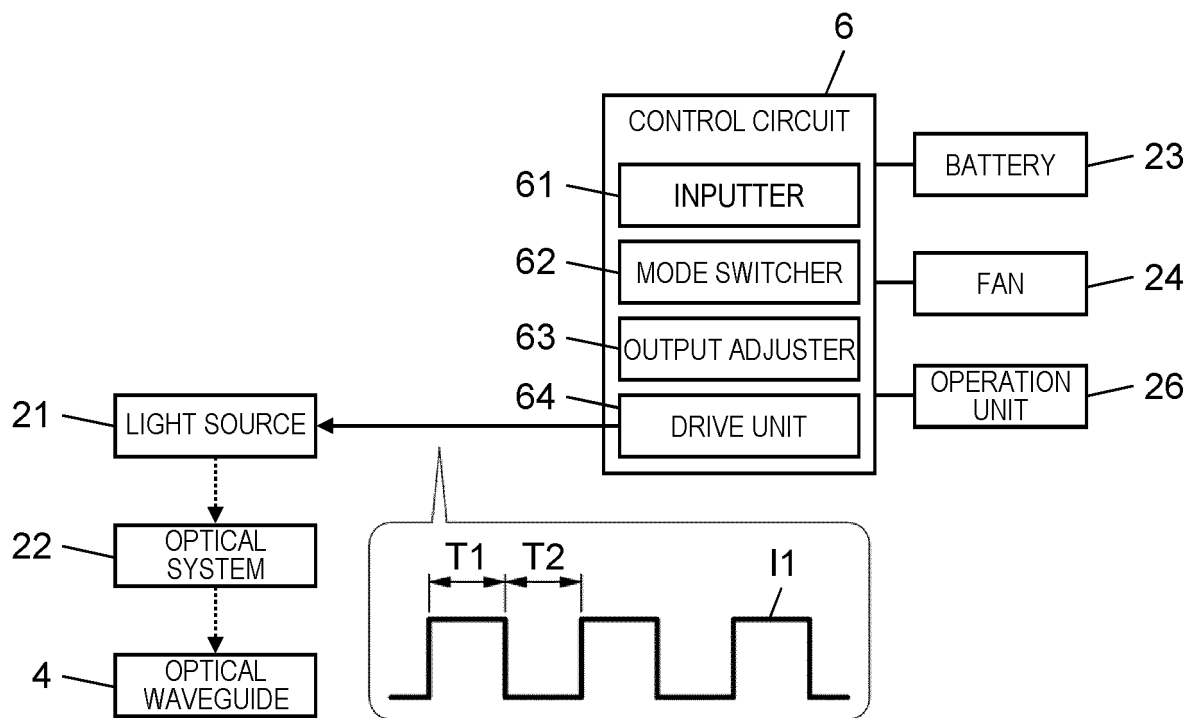 6
CONTROL CIRCUIT
61
INPUTTER
62
MODE SWITCHER
63
OUTPUT ADJUSTER
64
DRIVE UNIT
BATTERY
23
FAN
24
OPERATION
UNIT
26
21
LIGHT SOURCE
22
OPTICAL
SYSTEM
4
OPTICAL
WAVEGUIDE
T1
T2
I1